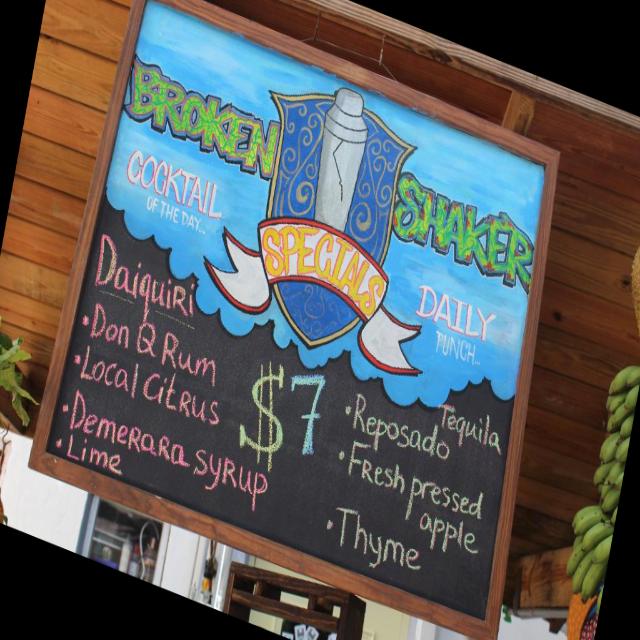 BROKEN
SHAKER
SPECIALS
COCKTAIL
OF THE DAY...
Daiquiri
• Don Q Rum
• Local Citrus
• Demerara syrup
• Lime
$7
DAILY
PUNCH...
• Reposado Tequila
• Fresh pressed
apple
• Thyme